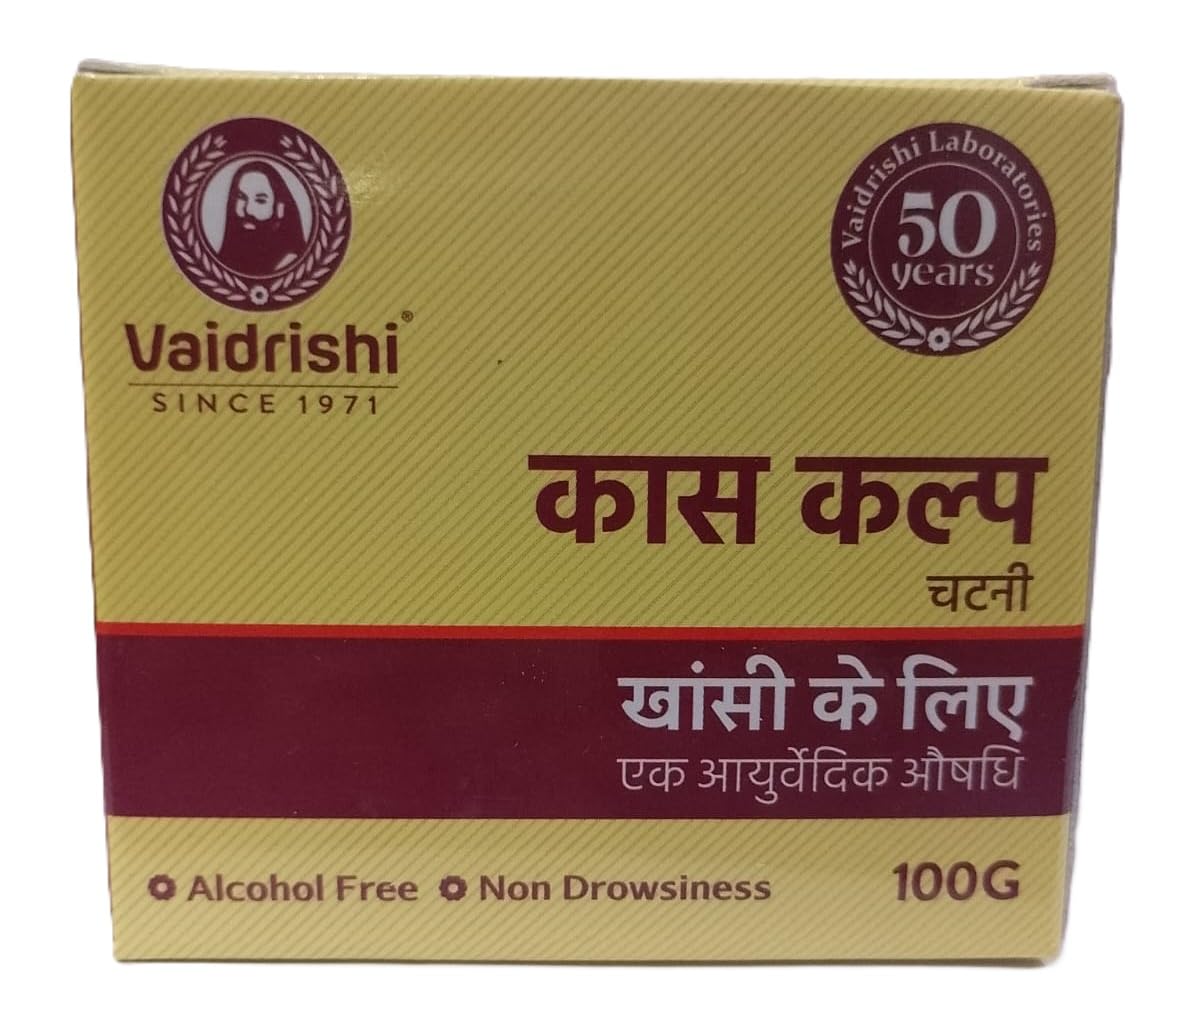 Vaidrishi®
SINCE 1971
Vaidrishi Laboratories
50
years
कास कल्प
चटनी
खांसी के लिए
एक आयुर्वेदिक औषधि
Alcohol Free Non Drowsiness
100G